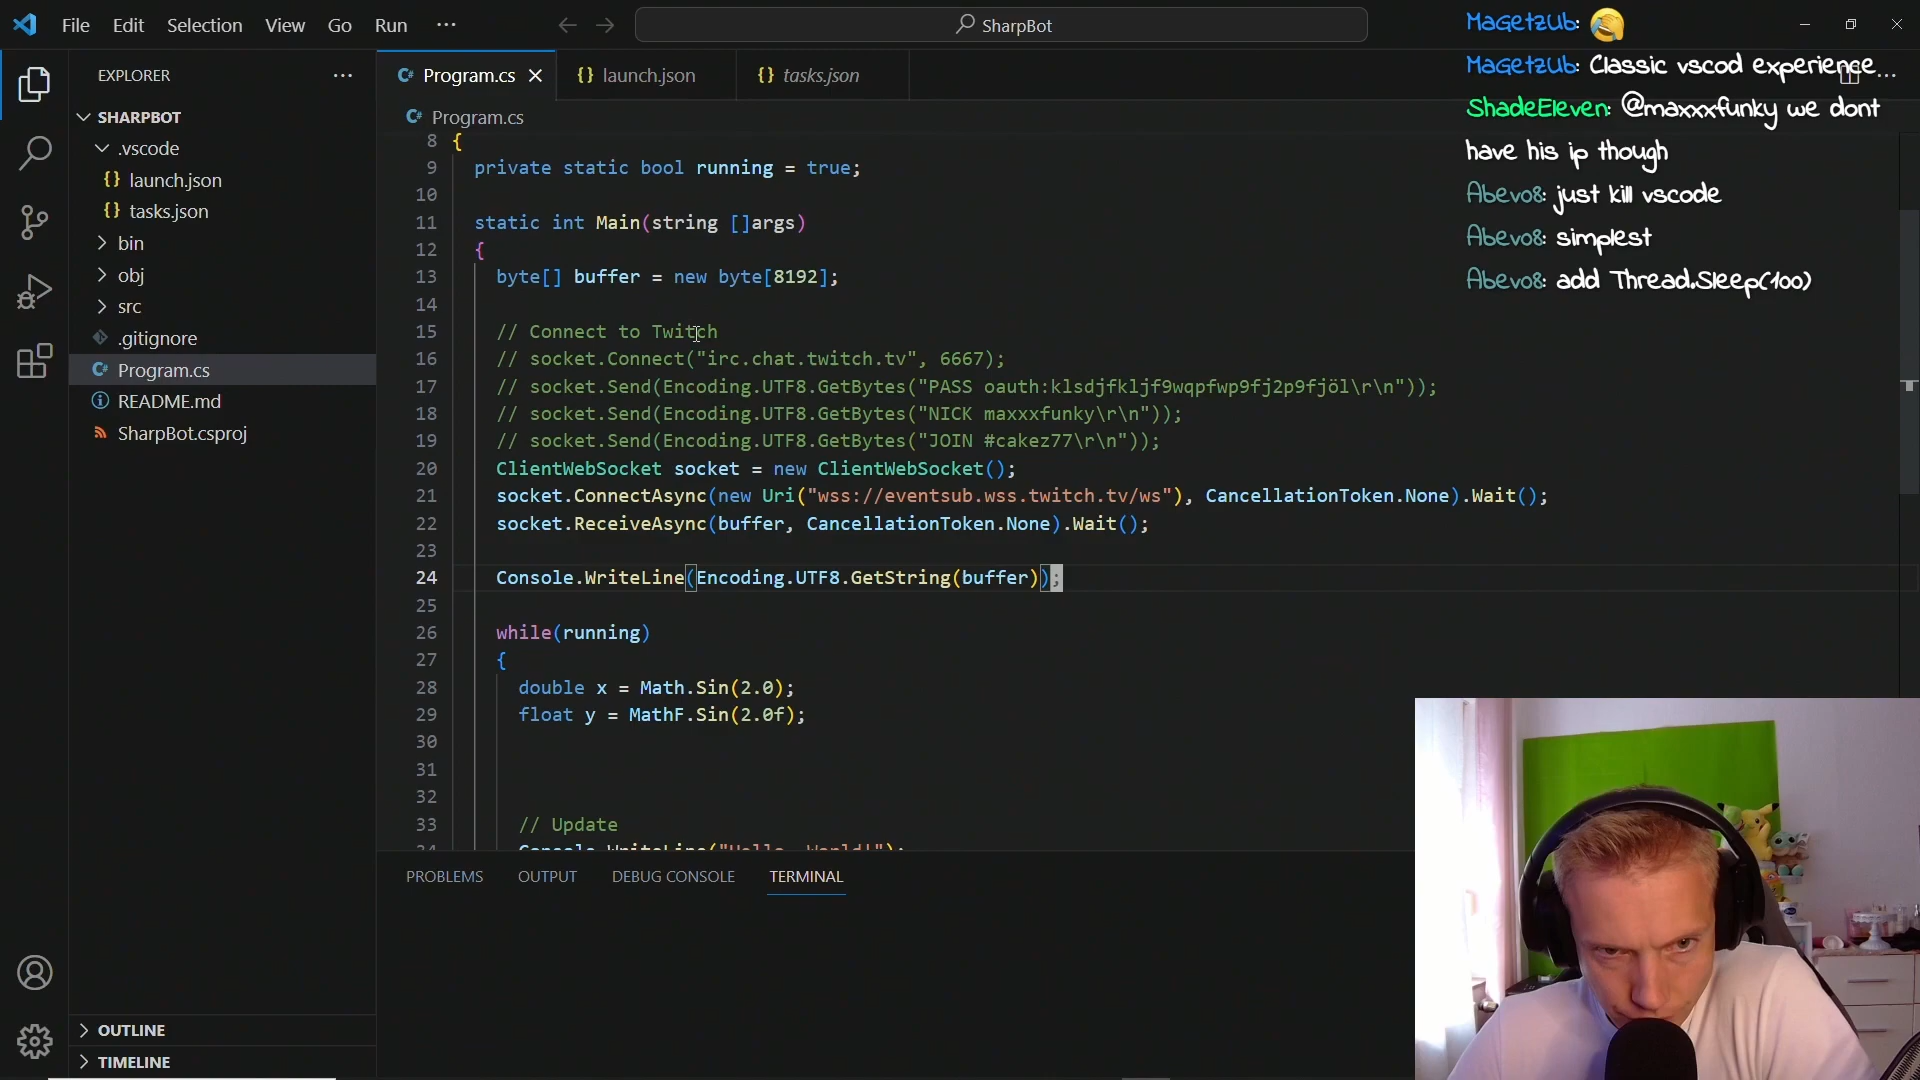 File Edit Selection View Go Run ···
SharpBot
EXPLORER
SHARPBOT
.vscode
launch.json
tasks.json
bin
obj
src
.gitignore
Program.cs
README.md
SharpBot.csproj
OUTLINE
TIMELINE
Program.cs launch.json tasks.json
Program.cs
8 {
9 private static bool running = true;
10
11 static int Main(string []args)
12 {
13 byte[] buffer = new byte[8192];
14
15 // Connect to Twitch
16 // socket.Connect("irc.chat.twitch.tv", 6667);
17 // socket.Send(Encoding.UTF8.GetBytes("PASS oauth:klsdjfkljf9wqpfwp9fj2p9fjöl\r\n"));
18 // socket.Send(Encoding.UTF8.GetBytes("NICK maxxxfunky\r\n"));
19 // socket.Send(Encoding.UTF8.GetBytes("JOIN #cakez77\r\n"));
20 ClientWebSocket socket = new ClientWebSocket();
21 socket.ConnectAsync(new Uri("wss://eventsub.wss.twitch.tv/ws"), CancellationToken.None).Wait();
22 socket.ReceiveAsync(buffer, CancellationToken.None).Wait();
23
24 Console.WriteLine(Encoding.UTF8.GetString(buffer));
25
26 while(running)
27 {
28 double x = Math.Sin(2.0);
29 float y = MathF.Sin(2.0f);
30
31
32
33 // Update
34 Console.WriteLine("Hello, World!");
PROBLEMS OUTPUT DEBUG CONSOLE TERMINAL
MaGetzUb: 😂
MaGetzUb: Classic vscod experience
ShadeEleven: @maxxxfunky we dont
have his ip though
Abevo8: just kill vscode
Abevo8: simplest
Abevo8: add Thread.Sleep(100)